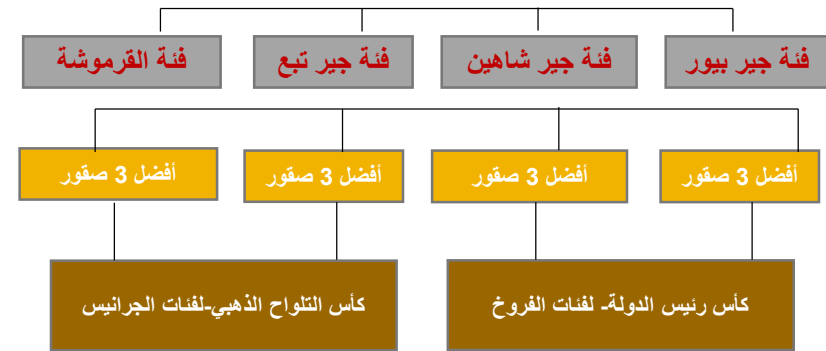 فئة جير بيور
فئة جير شاهين
فئة جير تبع
فئة القرموشة
أفضل 3 صقور
أفضل 3 صقور
أفضل 3 صقور
أفضل 3 صقور
كأس رئيس الدولة- لفئات الفروخ
كأس التلواح الذهبي-لفئات الجرانيس